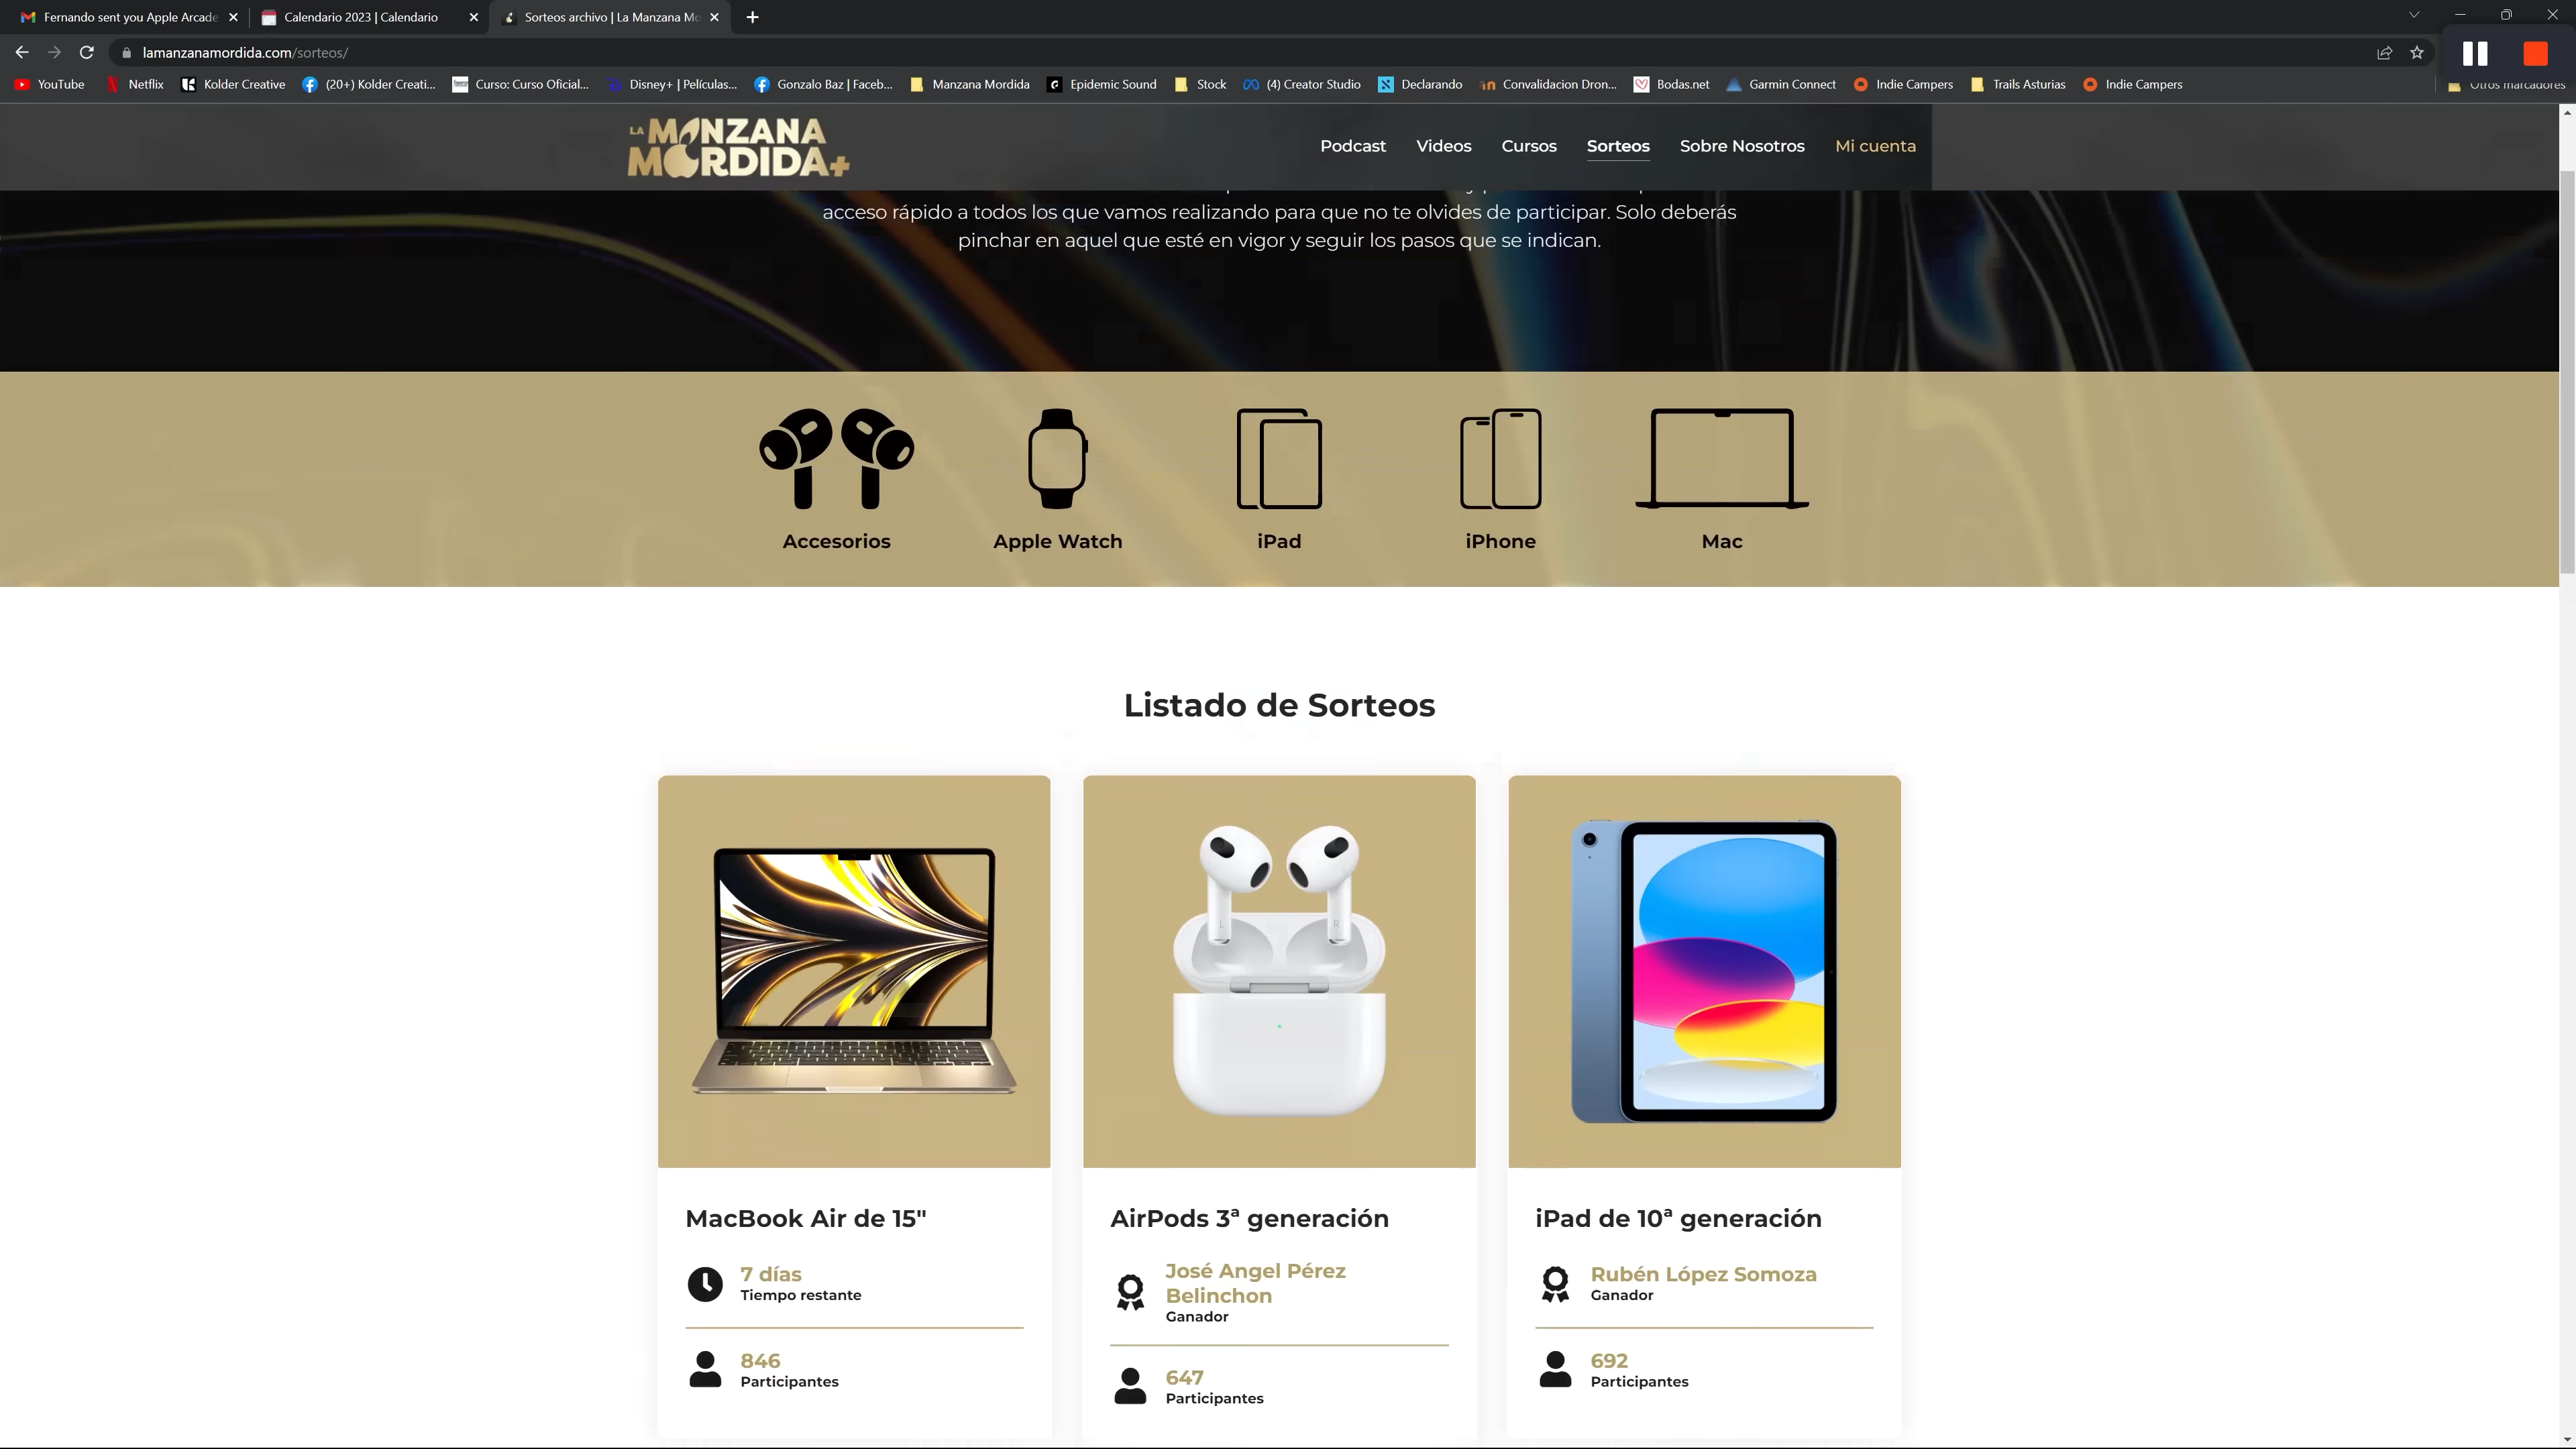 Fernando sent you Apple Arcade
Calendario 2023 | Calendario
Sorteos archivo | La Manzana Mo
lamanzanamordida.com/sorteos/
YouTube
Netflix
Kolder Creative
(20+) Kolder Creati...
Curso: Curso Oficial...
Disney+ | Películas...
Gonzalo Baz | Faceb...
Manzana Mordida
Epidemic Sound
Stock
(4) Creator Studio
Declarando
Convalidacion Dron...
Bodas.net
Garmin Connect
Indie Campers
Trails Asturias
Indie Campers
Otros marcadores
LA MANZANA
MORDIDA+
Podcast
Videos
Cursos
Sorteos
Sobre Nosotros
Mi cuenta
acceso rápido a todos los que vamos realizando para que no te olvides de participar. Solo deberás
pinchar en aquel que esté en vigor y seguir los pasos que se indican.
Accesorios
Apple Watch
iPad
iPhone
Mac
Listado de Sorteos
MacBook Air de 15"
7 días
Tiempo restante
846
Participantes
L
R
AirPods 3ª generación
José Angel Pérez
Belinchon
Ganador
647
Participantes
iPad de 10ª generación
Rubén López Somoza
Ganador
692
Participantes